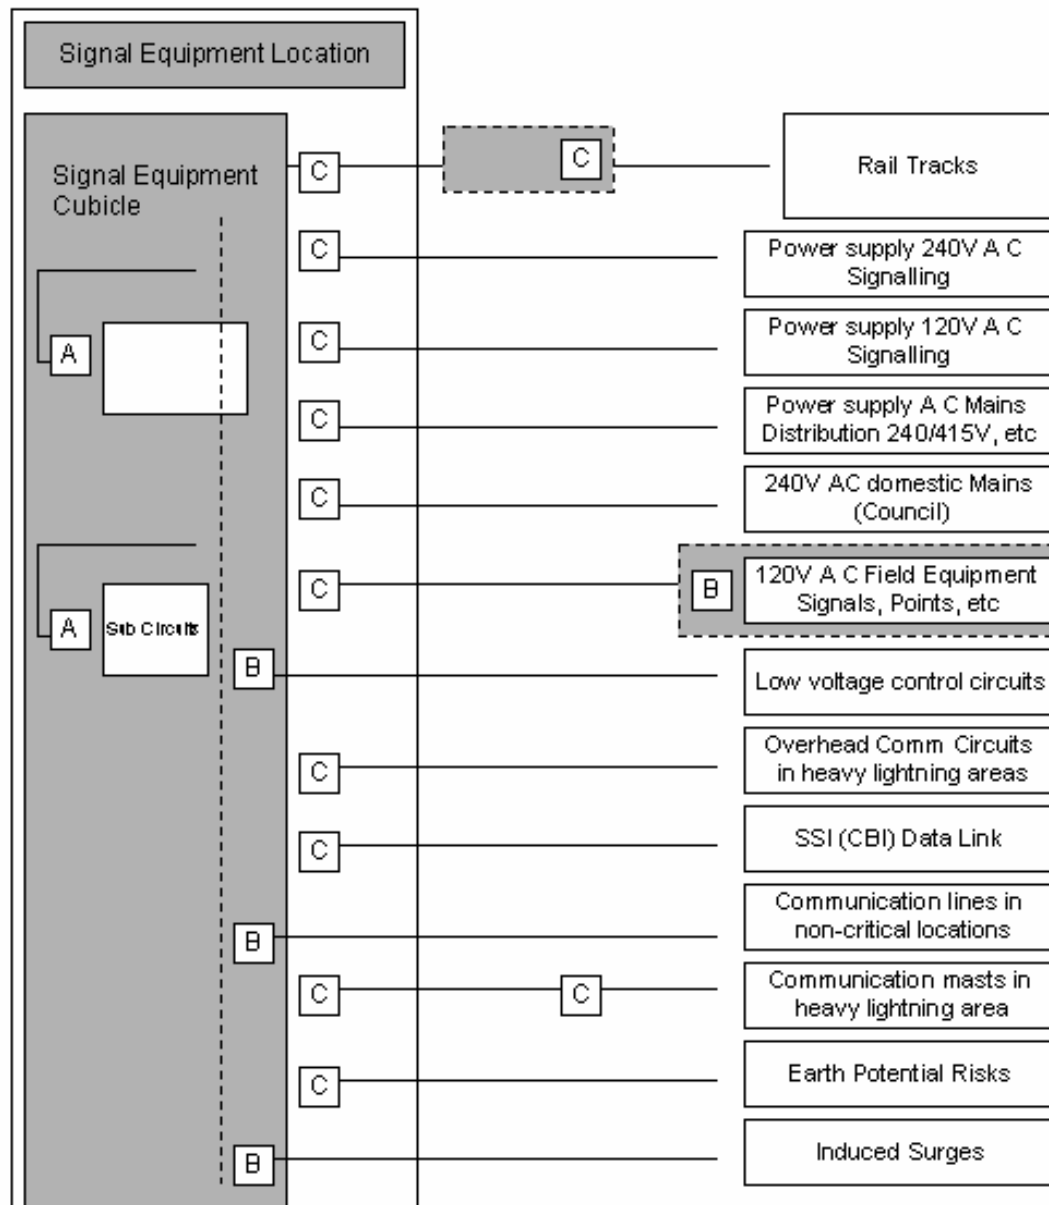 Signal Equipment Location
Signal Equipment
Cubicle
C
C
Rail Tracks
C
Power supply 240V A C
Signalling
A
C
Power supply 120V A C
Signalling
C
Power supply A C Mains
Distribution 240/415V, etc
C
240V AC domestic Mains
(Council)
C
B
120V A C Field Equipment
Signals, Points, etc
A
Sub Circuits
B
Low voltage control circuits
C
Overhead Comm Circuits
in heavy lightning areas
C
SSI (CBI) Data Link
B
Communication lines in
non-critical locations
C
C
Communication masts in
heavy lightning area
C
Earth Potential Risks
B
Induced Surges